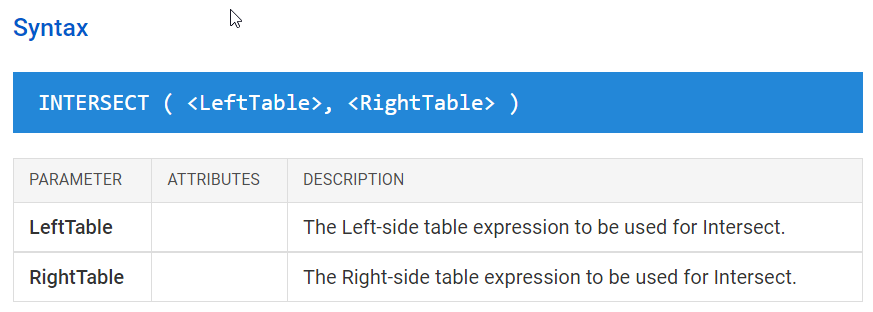 Syntax
INTERSECT ( <LeftTable>, <RightTable> )
PARAMETER ATTRIBUTES DESCRIPTION
LeftTable The Left-side table expression to be used for Intersect.
RightTable The Right-side table expression to be used for Intersect.